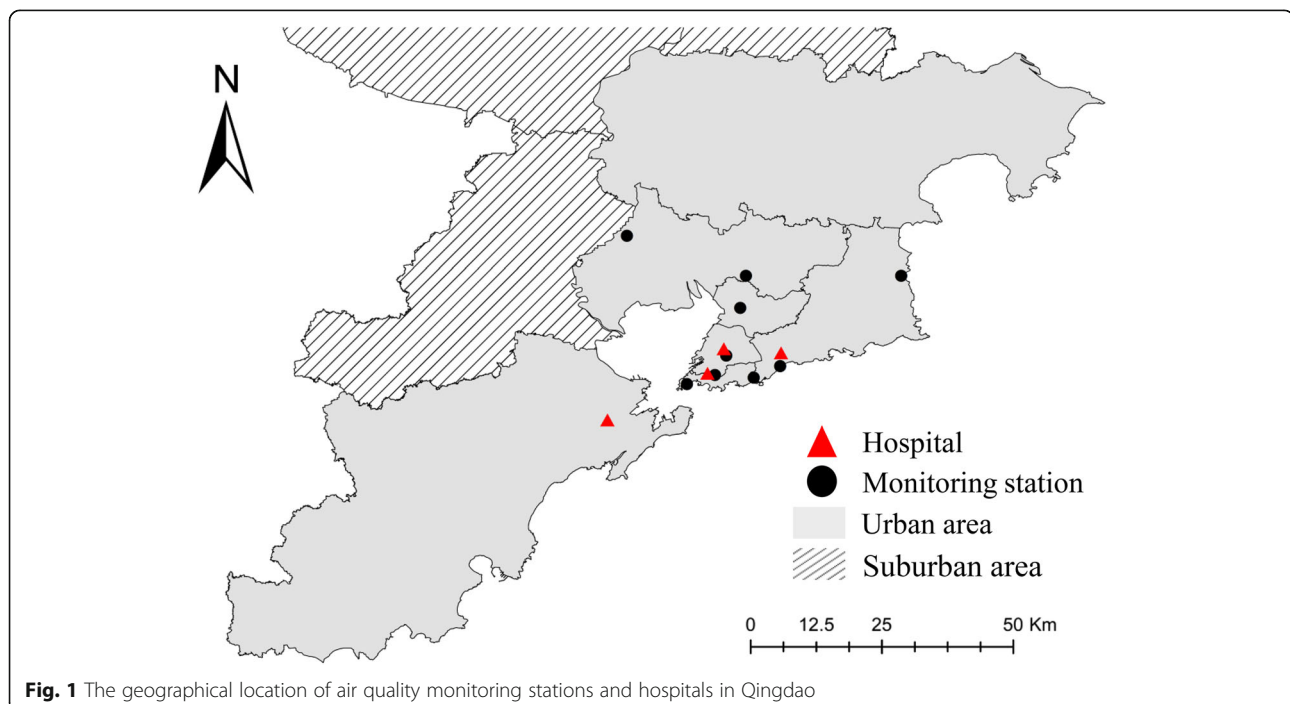 N
Hospital
Monitoring station
Urban area
Suburban area
0 12.5 25 50 Km
Fig. 1 The geographical location of air quality monitoring stations and hospitals in Qingdao